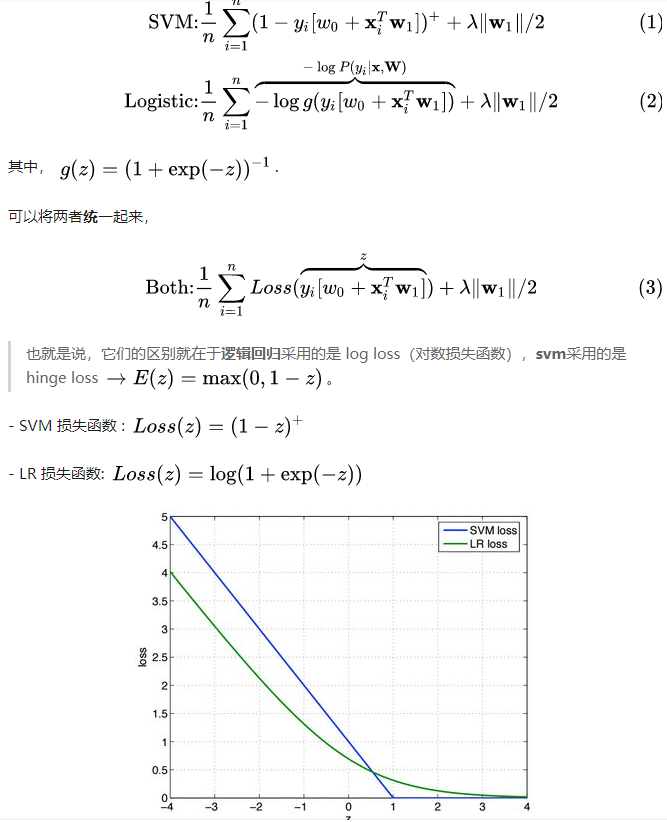 SVM: \frac{1}{n} \sum_{i=1}^{n} (1 - y_i[w_0 + \mathbf{x}_i^T \mathbf{w}_1])^+ + \lambda \|\mathbf{w}_1\|/2 (1)
Logistic: \frac{1}{n} \sum_{i=1}^{n} \overbrace{-\log g(y_i[w_0 + \mathbf{x}_i^T \mathbf{w}_1])}^{-\log P(y_i|\mathbf{x}, \mathbf{W})} + \lambda \|\mathbf{w}_1\|/2 (2)
其中， g(z) = (1 + \exp(-z))^{-1} .
可以将两者统一起来，
Both: \frac{1}{n} \sum_{i=1}^{n} Loss(\overbrace{y_i[w_0 + \mathbf{x}_i^T \mathbf{w}_1]}^{z}) + \lambda \|\mathbf{w}_1\|/2 (3)
也就是说，它们的区别就在于逻辑回归采用的是 log loss（对数损失函数），svm采用的是
hinge loss → E(z) = max(0, 1 − z) 。
- SVM 损失函数 : Loss(z) = (1 − z)^+
- LR 损失函数: Loss(z) = log(1 + exp(−z))
SVM loss
LR loss
5
4.5
4
3.5
3
2.5
2
1.5
1
0.5
0
loss
−4 −3 −2 −1 0 1 2 3 4
z